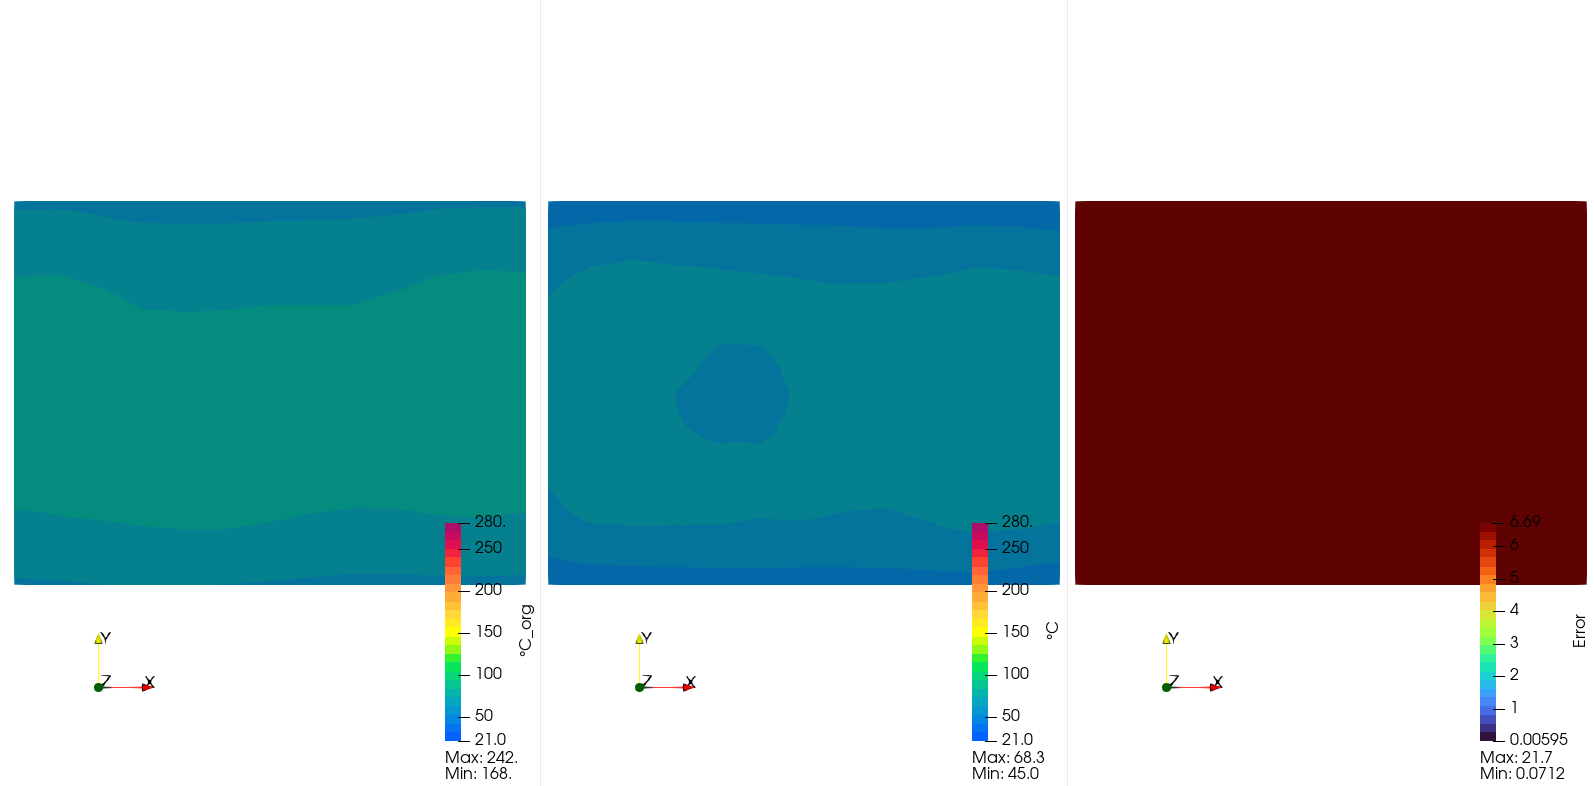 280.
250
200
150
100
50
21.0
°C_org
Max: 242.
Min: 168.
Y
Z
X
280.
250
200
150
100
50
21.0
°C
Max: 68.3
Min: 45.0
Y
Z
X
6.69
6
5
4
3
2
1
0.00595
Error
Max: 21.7
Min: 0.0712
Y
Z
X